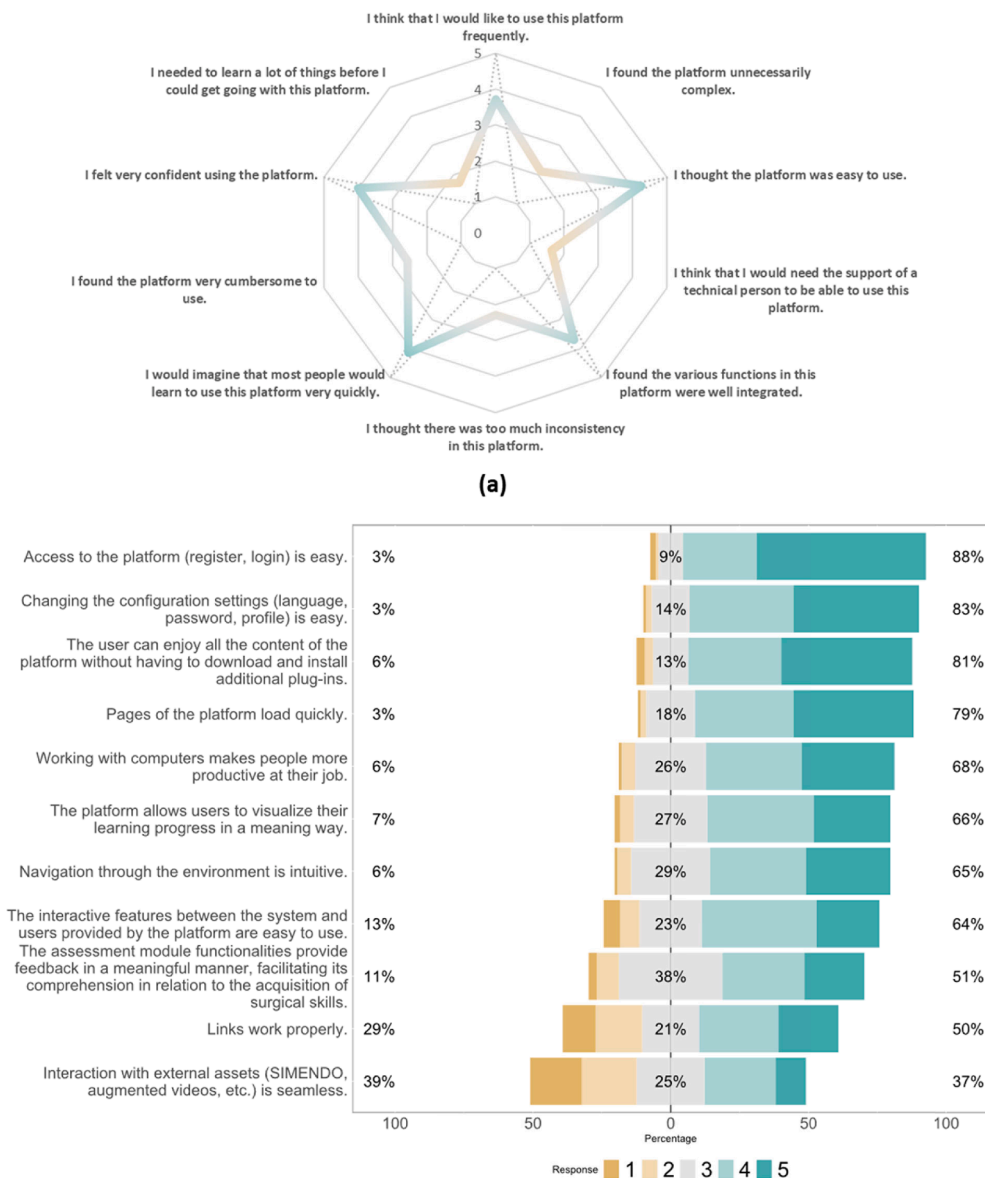 I think that I would like to use this platform
frequently.
5
I needed to learn a lot of things before I
could get going with this platform.
I found the platform unnecessarily
complex.
4
3
2
I felt very confident using the platform.
I thought the platform was easy to use.
1
0
I found the platform very cumbersome to
use.
I think that I would need the support of a
technical person to be able to use this
platform.
I would imagine that most people would
learn to use this platform very quickly.
I found the various functions in this
platform were well integrated.
I thought there was too much inconsistency
in this platform.
(a)
Access to the platform (register, login) is easy. 3% 9% 88%
Changing the configuration settings (language,
password, profile) is easy. 3% 14% 83%
The user can enjoy all the content of the
platform without having to download and install
additional plug-ins. 6% 13% 81%
Pages of the platform load quickly. 3% 18% 79%
Working with computers makes people more
productive at their job. 6% 26% 68%
The platform allows users to visualize their
learning progress in a meaning way. 7% 27% 66%
Navigation through the environment is intuitive. 6% 29% 65%
The interactive features between the system and
users provided by the platform are easy to use. 13% 23% 64%
The assessment module functionalities provide
feedback in a meaningful manner, facilitating its
comprehension in relation to the acquisition of
surgical skills. 11% 38% 51%
Links work properly. 29% 21% 50%
Interaction with external assets (SIMENDO,
augmented videos, etc.) is seamless. 39% 25% 37%
100 50 0 50 100
Percentage
Response 1 2 3 4 5